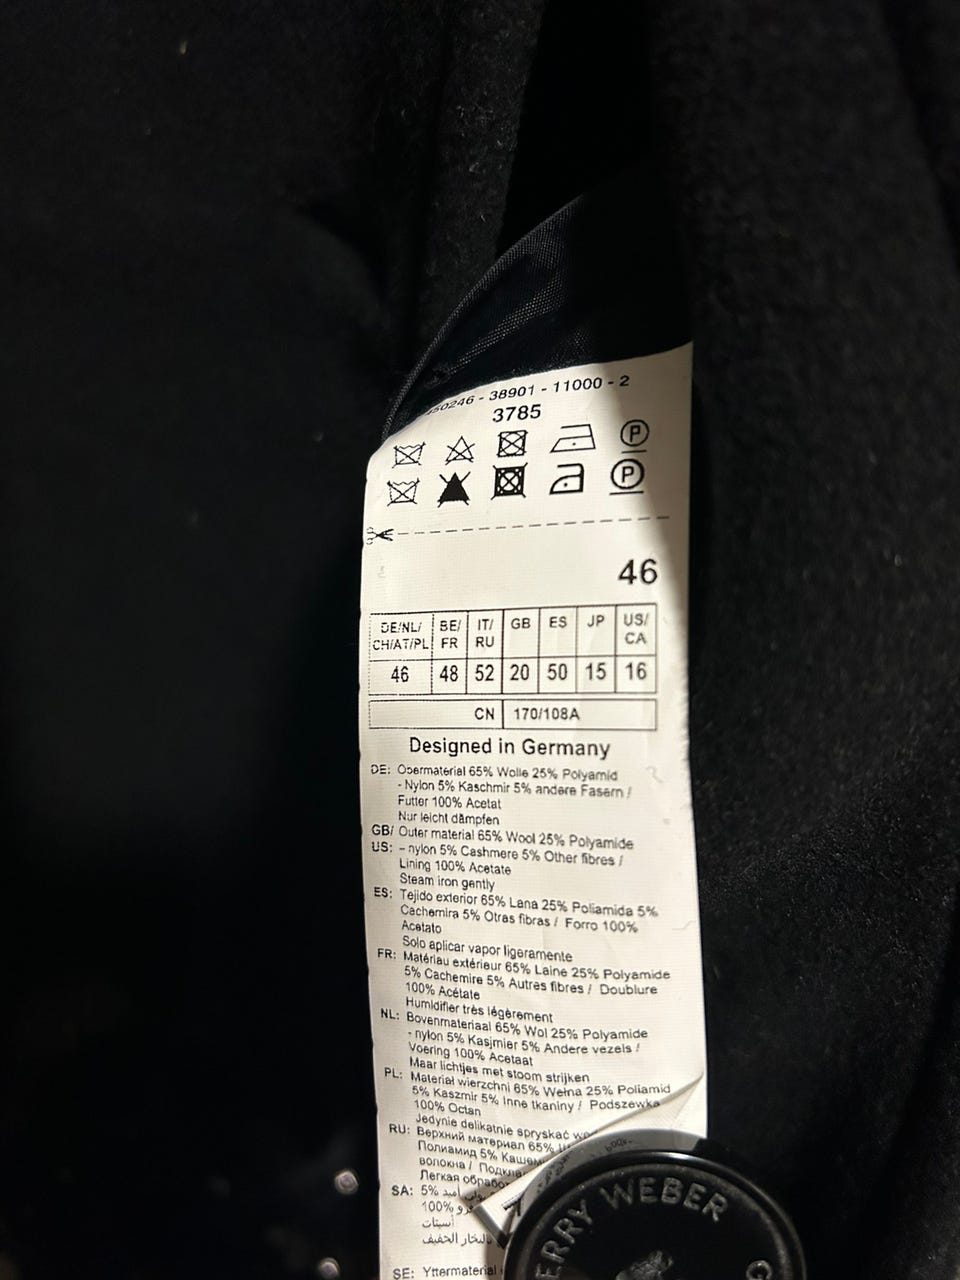 50246 - 38901 - 11000 - 2
3785
46
DE/NL/ CH/AT/PL BE/ FR IT/ RU GB ES JP US/ CA
46 48 52 20 50 15 16
CN 170/108A
Designed in Germany
DE: Obermaterial 65% Wolle 25% Polyamid
- Nylon 5% Kaschmir 5% andere Fasern /
Futter 100% Acetat
Nur leicht dämpfen
GB/ Outer material 65% Wool 25% Polyamide
US: - nylon 5% Cashmere 5% Other fibres /
Lining 100% Acetate
Steam iron gently
ES: Tejido exterior 65% Lana 25% Poliamida 5%
Cachemira 5% Otras fibras / Forro 100%
Acetato
Solo aplicar vapor ligeramente
FR: Matériau extérieur 65% Laine 25% Polyamide
5% Cachemire 5% Autres fibres / Doublure
100% Acétate
Humidifier très légèrement
NL: Bovenmateriaal 65% Wol 25% Polyamide
- nylon 5% Kasjmier 5% Andere vezels /
Voering 100% Acetaat
Maar lichtjes met stoom strijken
PL: Materiał wierzchni 65% Wełna 25% Poliamid
5% Kaszmir 5% Inne tkaniny / Podszewka
100% Octan
Jedynie delikatnie spryskać
RU: Верхний материал 65%
Полиамид 5%
волокна /
Легкая
SA: 5%
100%
أسيتات
بالبخار الخفيف
SE: Yttermaterial
ERRY WEBER